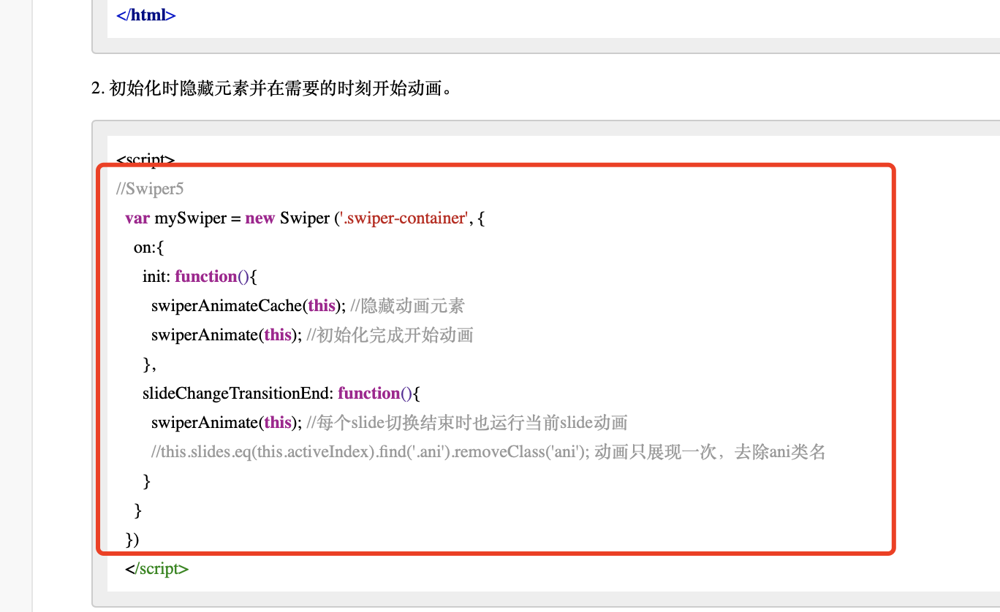 </html>
2. 初始化时隐藏元素并在需要的时刻开始动画。
<script>
//Swiper5
var mySwiper = new Swiper ('.swiper-container', {
on:{
init: function(){
swiperAnimateCache(this); //隐藏动画元素
swiperAnimate(this); //初始化完成开始动画
},
slideChangeTransitionEnd: function(){
swiperAnimate(this); //每个slide切换结束时也运行当前slide动画
//this.slides.eq(this.activeIndex).find('.ani').removeClass('ani'); 动画只展现一次，去除ani类名
}
}
})
</script>